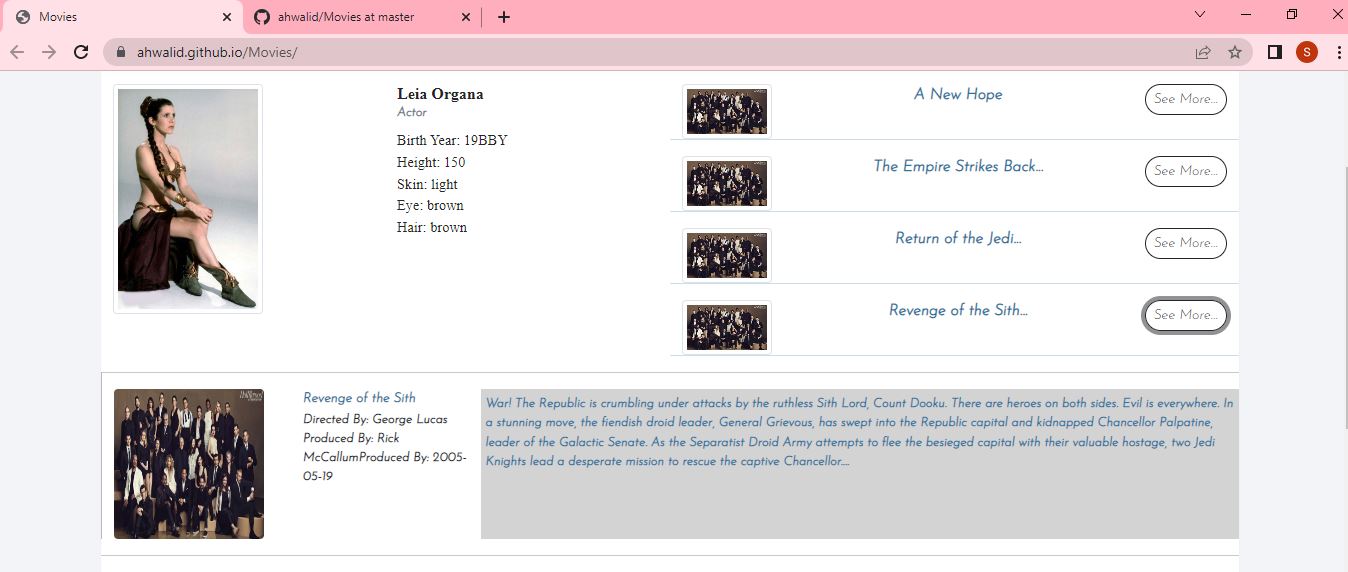 Movies
ahwalid/Movies at master
ahwalid.github.io/Movies/
S
Leia Organa
Actor
Birth Year: 19BBY
Height: 150
Skin: light
Eye: brown
Hair: brown
A New Hope
See More...
The Empire Strikes Back...
See More...
Return of the Jedi...
See More...
Revenge of the Sith...
See More...
Revenge of the Sith
Directed By: George Lucas
Produced By: Rick
McCallumProduced By: 2005-
05-19
War! The Republic is crumbling under attacks by the ruthless Sith Lord, Count Dooku. There are heroes on both sides. Evil is everywhere. In
a stunning move, the fiendish droid leader, General Grievous, has swept into the Republic capital and kidnapped Chancellor Palpatine,
leader of the Galactic Senate. As the Separatist Droid Army attempts to flee the besieged capital with their valuable hostage, two Jedi
Knights lead a desperate mission to rescue the captive Chancellor....